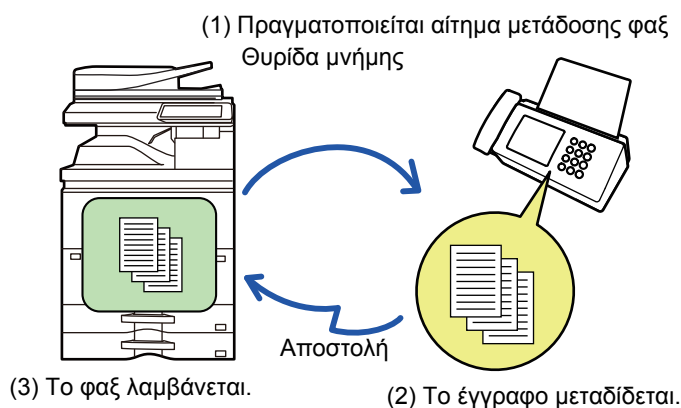 (1) Πραγματοποιείται αίτημα μετάδοσης φαξ
Θυρίδα μνήμης
Αποστολή
(3) Το φαξ λαμβάνεται.
(2) Το έγγραφο μεταδίδεται.